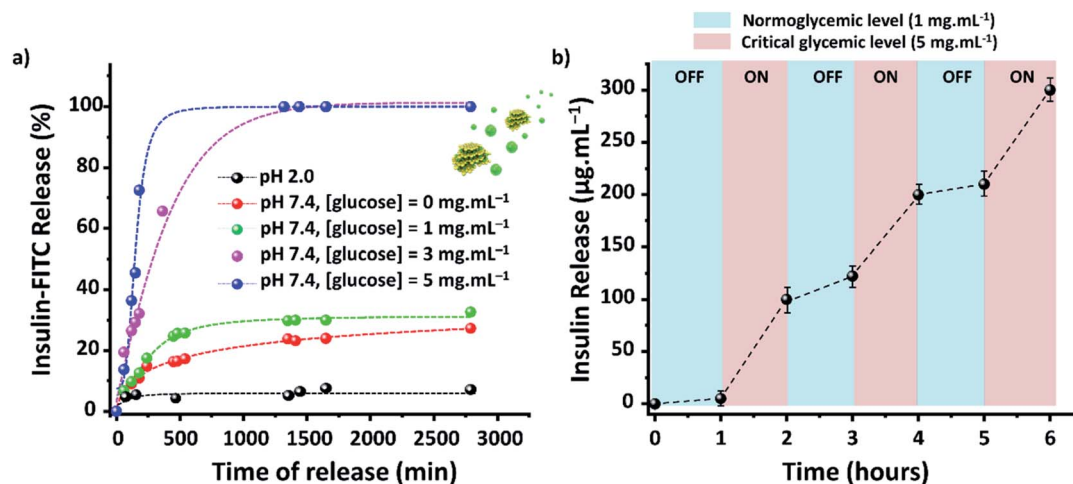 a)
Insulin-FITC Release (%)
100
80
60
40
20
0
pH 2.0
pH 7.4, [glucose] = 0 mg.mL⁻¹
pH 7.4, [glucose] = 1 mg.mL⁻¹
pH 7.4, [glucose] = 3 mg.mL⁻¹
pH 7.4, [glucose] = 5 mg.mL⁻¹
0 500 1000 1500 2000 2500 3000
Time of release (min)
Normoglycemic level (1 mg.mL⁻¹)
Critical glycemic level (5 mg.mL⁻¹)
b)
OFF ON OFF ON OFF ON
Insulin Release (µg.mL⁻¹)
300
250
200
150
100
50
0
0 1 2 3 4 5 6
Time (hours)